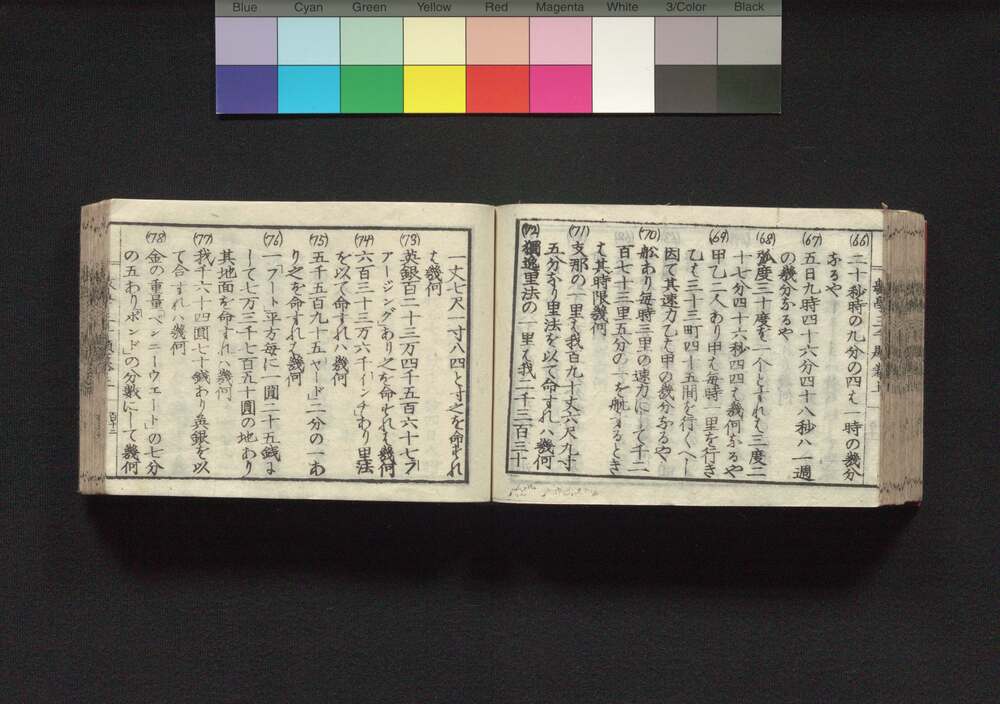 Blue Cyan Green Yellow Red Magenta White 3/Color Black
(66)
二十秒時の九分の四ハ一時の幾分
なるや
(67)
五日九時四十六分四十八秒ハ一週
の幾分なるや
(68)
弧度三十度を一个とすれハ三度二
十七分四十六秒四四ハ幾何なるや
(69)
甲乙二人あり甲ハ毎時一里を行き
乙ハ三十三町四十五間を行くへし
因て其速力乙ハ甲の幾分なるや
(70)
舩あり毎時三里の速力にして千二
百七十三里五分の一を航するとき
ハ其時限幾何
(71)
支那の一里ハ我百九十丈六尺九寸
五分なり里法を以て命すれハ幾何
(72)
獨逸里法の一里ハ我二千三百三十
一丈七尺一寸八四と寸之を命すれ
ハ幾何
(73)
英銀百二十三万四千五百六十七フ
アージングあり之を命すれハ幾何
(74)
六百三十三万六千インチあり里法
を以て命すれハ幾何
(75)
五千五百九十五「ヤード」二分の一あ
り之を命すれハ幾何
(76)
一フート平方毎に一圓二十五錢に
して七万三千七百五十圓の地あり
其地面を命すれハ幾何
(77)
我千六十四圓七十錢あり英銀を以
て合すれハ幾何
(78)
金の重量「ペンニーウェート」の七分
の五あり「ポンド」の分數にして幾何